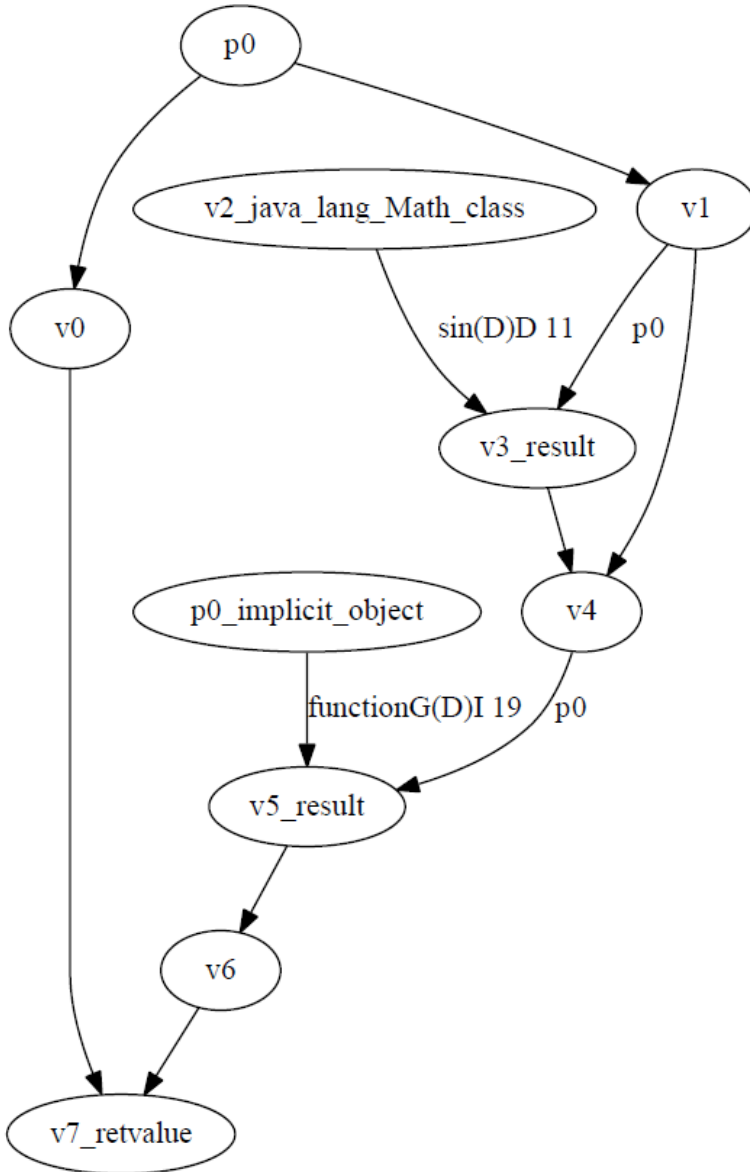 p0
v2_java_lang_Math_class
v1
v0
sin(D)D 11
p0
v3_result
p0_implicit_object
v4
functionG(D)I 19
p0
v5_result
v6
v7_retvalue